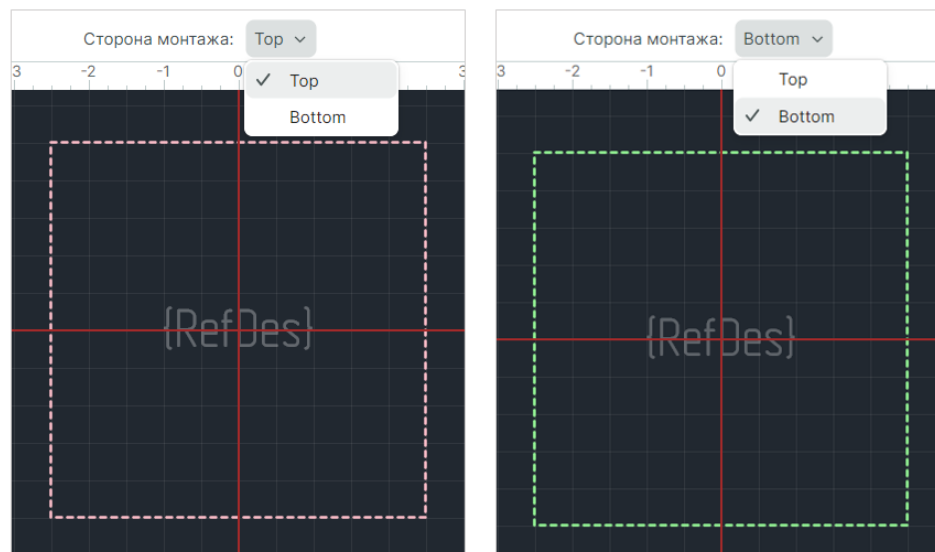 Сторона монтажа: Top
3 -2 -1 0 3
Top
Bottom
{RefDes}
Сторона монтажа: Bottom
3 -2 -1 0
Top
Bottom
{RefDes}